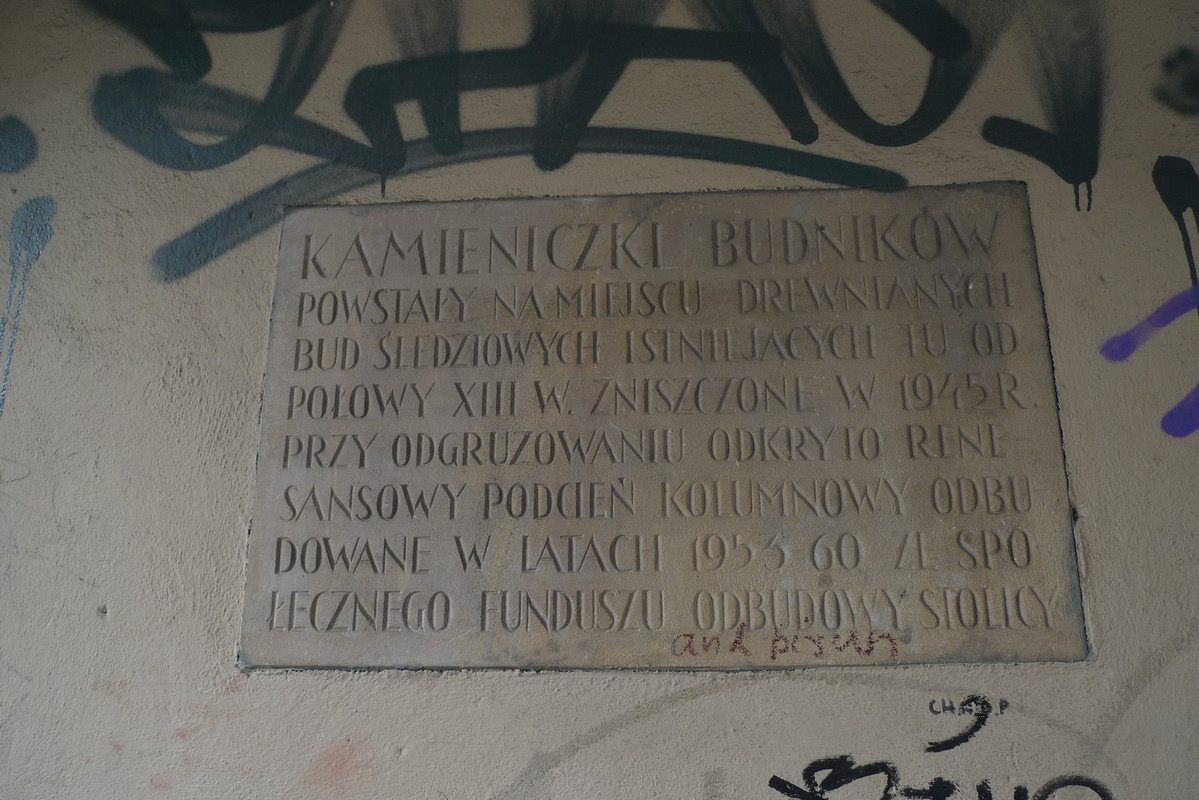 KAMIENICZKI BUDNIKÓW
POWSTAŁY NA MIEJSCU DREWNIANYCH
BUD ŚLEDZIOWYCH ISTNIEJĄCYCH TU OD
POŁOWY XIII W. ZNISZCZONE W 1945 R.
PRZY ODGRUZOWANIU ODKRYTO RENE-
SANSOWY PODCIEŃ KOLUMNOWY ODBU
DOWANE W LATACH 1953 60 ZE SPO
ŁECZNEGO FUNDUSZU ODBUDOWY STOLICY
and